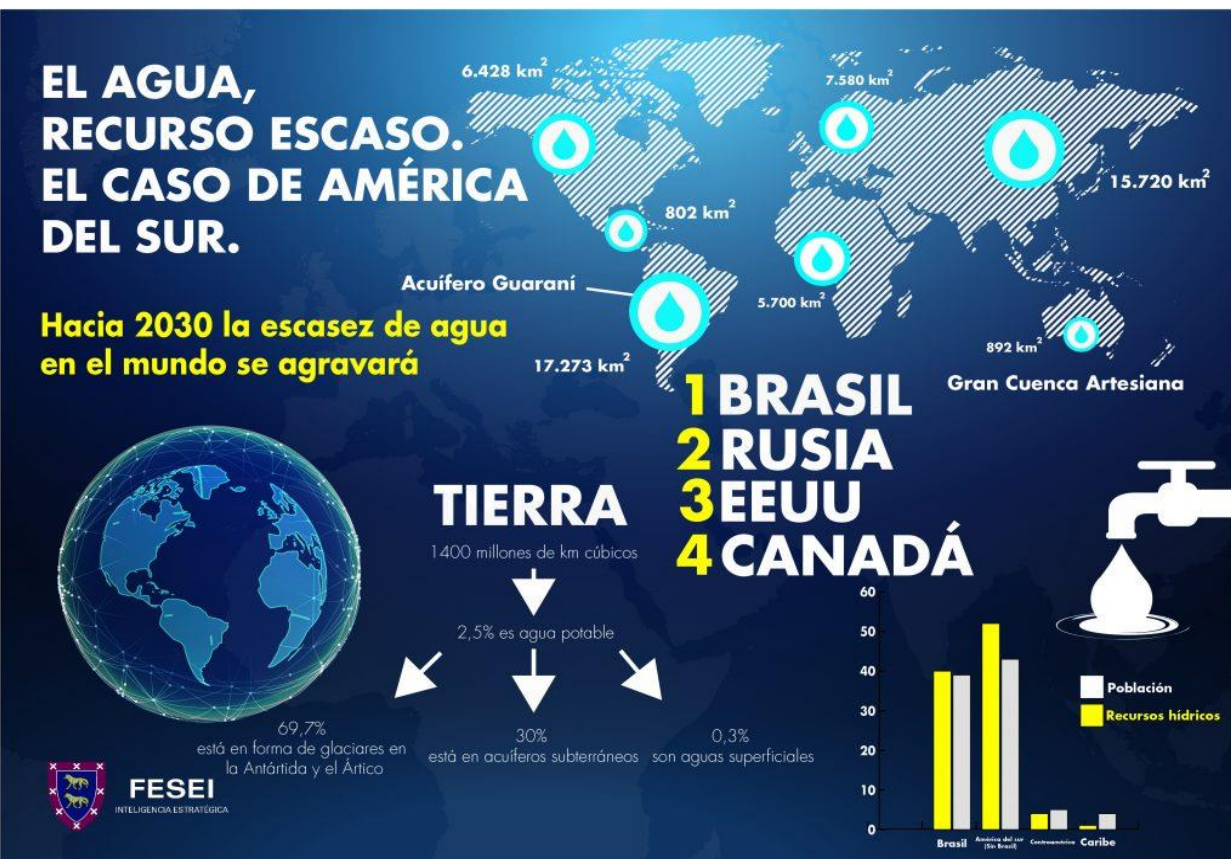 EL AGUA,
RECURSO ESCASO.
EL CASO DE AMÉRICA
DEL SUR.
Hacia 2030 la escasez de agua
en el mundo se agravará
6.428 km²
7.580 km²
15.720 km²
802 km²
Acuífero Guaraní
5.700 km²
892 km²
17.273 km²
Gran Cuenca Artesiana
1 BRASIL
2 RUSIA
3 EEUU
4 CANADÁ
TIERRA
1400 millones de km cúbicos
2,5% es agua potable
69,7%
está en forma de glaciares en
la Antártida y el Ártico
30%
está en acuíferos subterráneos
0,3%
son aguas superficiales
60
50
40
30
20
10
0
Población
Recursos hídricos
Brasil
América del sur
(Sin Brasil)
Centroamérica
Caribe
FESEI
INTELIGENCIA ESTRATÉGICA